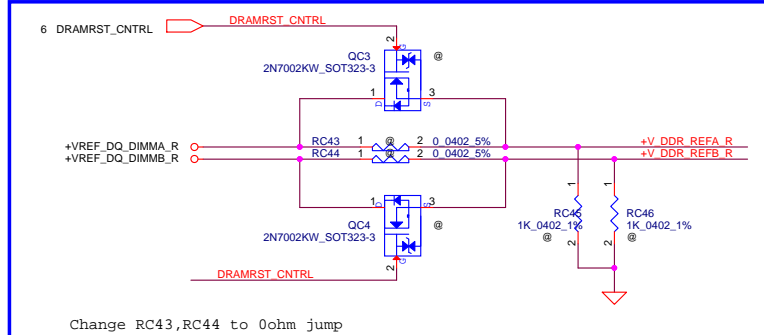 6 DRAMRST_CNTRL
DRAMRST_CNTRL
2
G
QC3
@
2N7002KW_SOT323-3
1
3
D
S
+VREF_DQ_DIMMA_R
RC43
1
@
2
0_0402_5%
+V_DDR_REFA_R
+VREF_DQ_DIMMB_R
RC44
1
@
2
0_0402_5%
+V_DDR_REFB_R
1
3
D
S
QC4
@
2N7002KW_SOT323-3
G
2
DRAMRST_CNTRL
1
1
RC45
RC46
1K_0402_1%
1K_0402_1%
@
2
2
@
Change RC43,RC44 to 0ohm jump